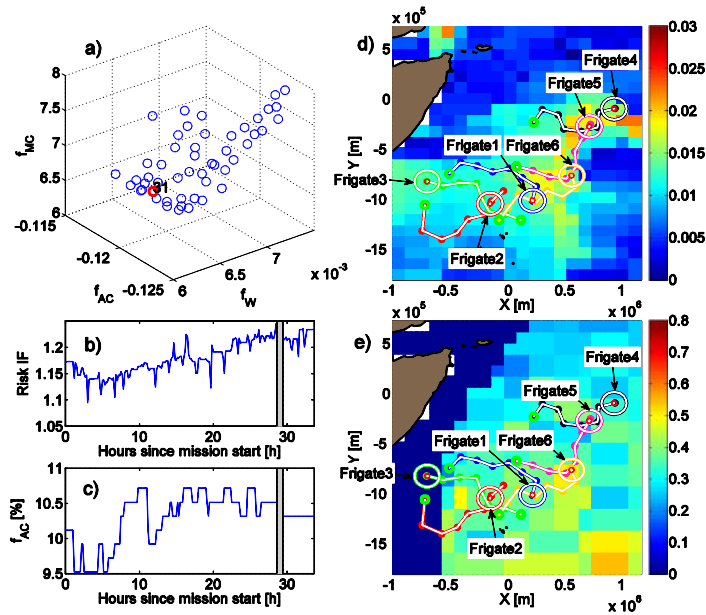 a)
8
7.5
7
6.5
6
f_MC
-0.115
-0.12
-0.125
f_AC
6
6.5
7
x 10^-3
f_W
31
b)
1.2
1.15
1.1
1.05
Risk IF
0 10 20 30
Hours since mission start [h]
c)
11
10.5
10
9.5
f_AC [%]
0 10 20 30
Hours since mission start [h]
x 10^5
d)
5
0
-5
-10
-15
Y [m]
-1 -0.5 0 0.5 1
X [m]
x 10^6
Frigate4
Frigate5
Frigate1
Frigate6
Frigate3
Frigate2
0.03
0.025
0.02
0.015
0.01
0.005
0
x 10^5
e)
5
0
-5
-10
-15
Y [m]
-1 -0.5 0 0.5 1
X [m]
x 10^6
Frigate4
Frigate5
Frigate1
Frigate6
Frigate3
Frigate2
0.8
0.7
0.6
0.5
0.4
0.3
0.2
0.1
0